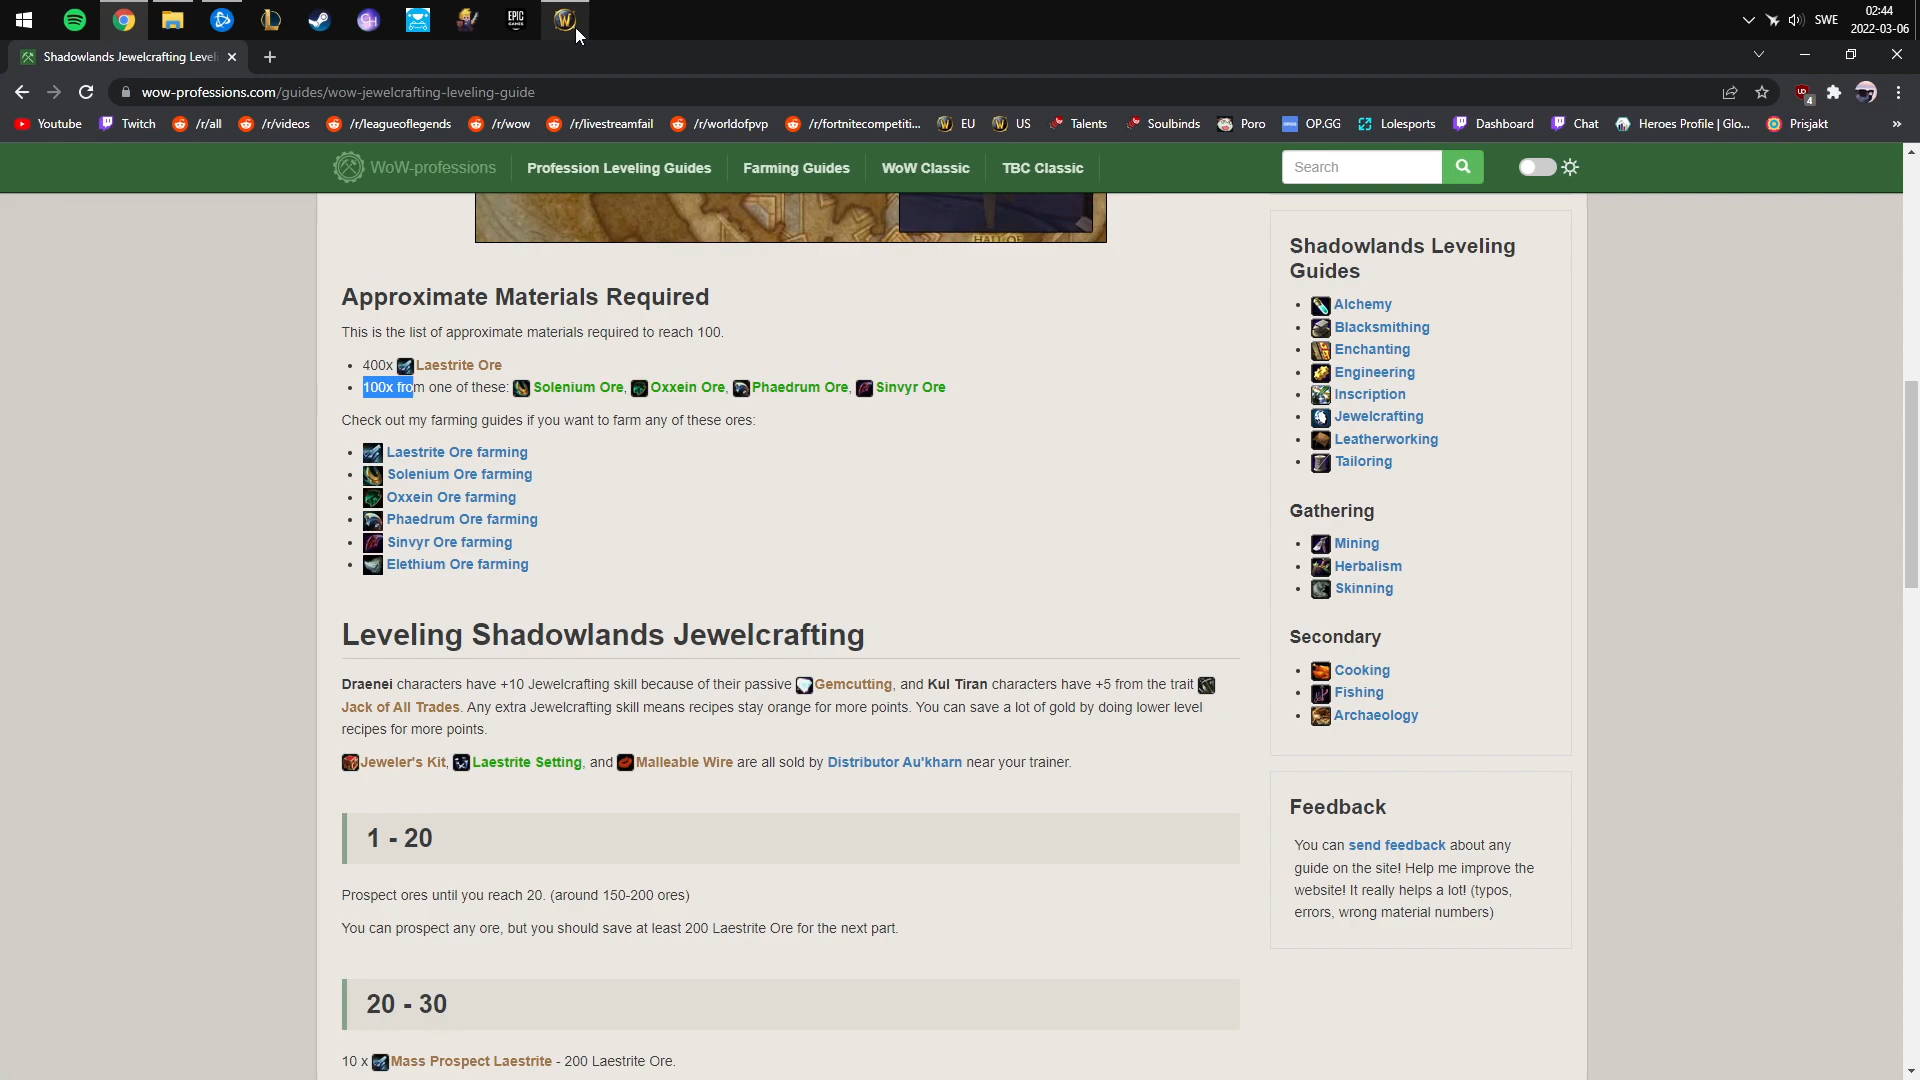 SWE
02:44
2022-03-06
Shadowlands Jewelcrafting Leveli
wow-professions.com/guides/wow-jewelcrafting-leveling-guide
Youtube
Twitch
/r/all
/r/videos
/r/leagueoflegends
/r/wow
/r/livestreamfail
/r/worldofpvp
/r/fortnitecompetiti...
EU
US
Talents
Soulbinds
Poro
OP.GG
Lolesports
Dashboard
Chat
Heroes Profile | Glo...
Prisjakt
WoW-professions
Profession Leveling Guides
Farming Guides
WoW Classic
TBC Classic
Search
HALL OF
Approximate Materials Required
This is the list of approximate materials required to reach 100.
400x Laestrite Ore
100x from one of these: Solenium Ore, Oxxein Ore, Phaedrum Ore, Sinvyr Ore
Check out my farming guides if you want to farm any of these ores:
Laestrite Ore farming
Solenium Ore farming
Oxxein Ore farming
Phaedrum Ore farming
Sinvyr Ore farming
Elethium Ore farming
Leveling Shadowlands Jewelcrafting
Draenei characters have +10 Jewelcrafting skill because of their passive Gemcutting, and Kul Tiran characters have +5 from the trait
Jack of All Trades. Any extra Jewelcrafting skill means recipes stay orange for more points. You can save a lot of gold by doing lower level
recipes for more points.
Jeweler's Kit, Laestrite Setting, and Malleable Wire are all sold by Distributor Au'kharn near your trainer.
1 - 20
Prospect ores until you reach 20. (around 150-200 ores)
You can prospect any ore, but you should save at least 200 Laestrite Ore for the next part.
20 - 30
10 x Mass Prospect Laestrite - 200 Laestrite Ore.
Shadowlands Leveling
Guides
Alchemy
Blacksmithing
Enchanting
Engineering
Inscription
Jewelcrafting
Leatherworking
Tailoring
Gathering
Mining
Herbalism
Skinning
Secondary
Cooking
Fishing
Archaeology
Feedback
You can send feedback about any
guide on the site! Help me improve the
website! It really helps a lot! (typos,
errors, wrong material numbers)